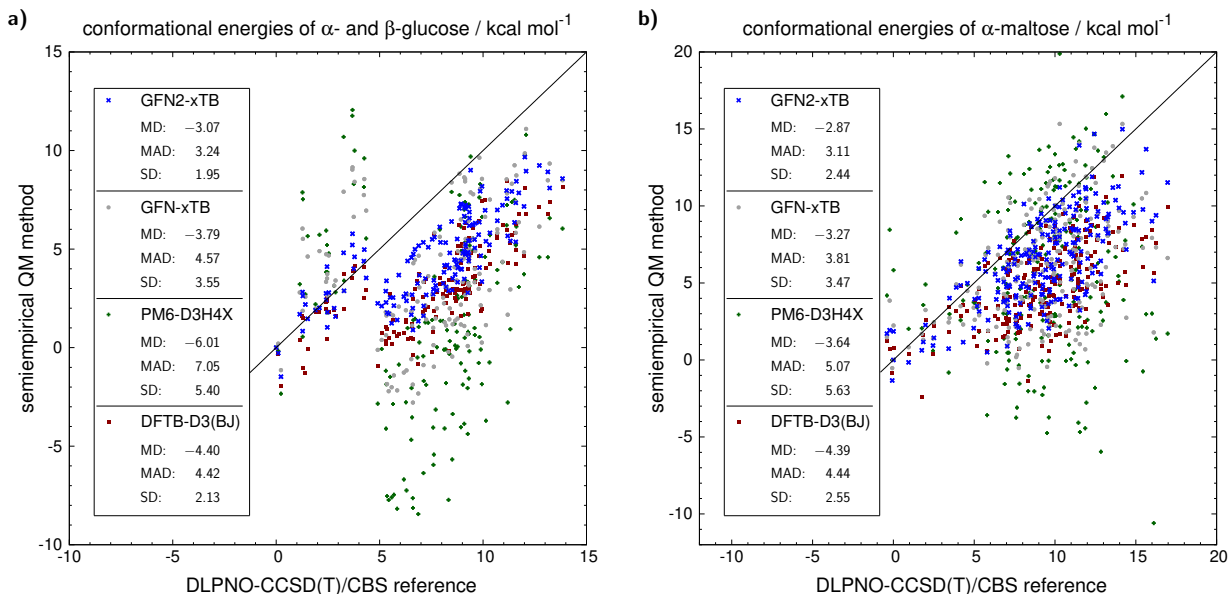 a)
conformational energies of α- and β-glucose / kcal mol⁻¹
semiempirical QM method
15
10
5
0
-5
-10
-10
-5
0
5
10
15
DLPNO-CCSD(T)/CBS reference
GFN2-xTB
MD: −3.07
MAD: 3.24
SD: 1.95
GFN-xTB
MD: −3.79
MAD: 4.57
SD: 3.55
PM6-D3H4X
MD: −6.01
MAD: 7.05
SD: 5.40
DFTB-D3(BJ)
MD: −4.40
MAD: 4.42
SD: 2.13
b)
conformational energies of α-maltose / kcal mol⁻¹
semiempirical QM method
20
15
10
5
0
-5
-10
-10
-5
0
5
10
15
20
DLPNO-CCSD(T)/CBS reference
GFN2-xTB
MD: −2.87
MAD: 3.11
SD: 2.44
GFN-xTB
MD: −3.27
MAD: 3.81
SD: 3.47
PM6-D3H4X
MD: −3.64
MAD: 5.07
SD: 5.63
DFTB-D3(BJ)
MD: −4.39
MAD: 4.44
SD: 2.55